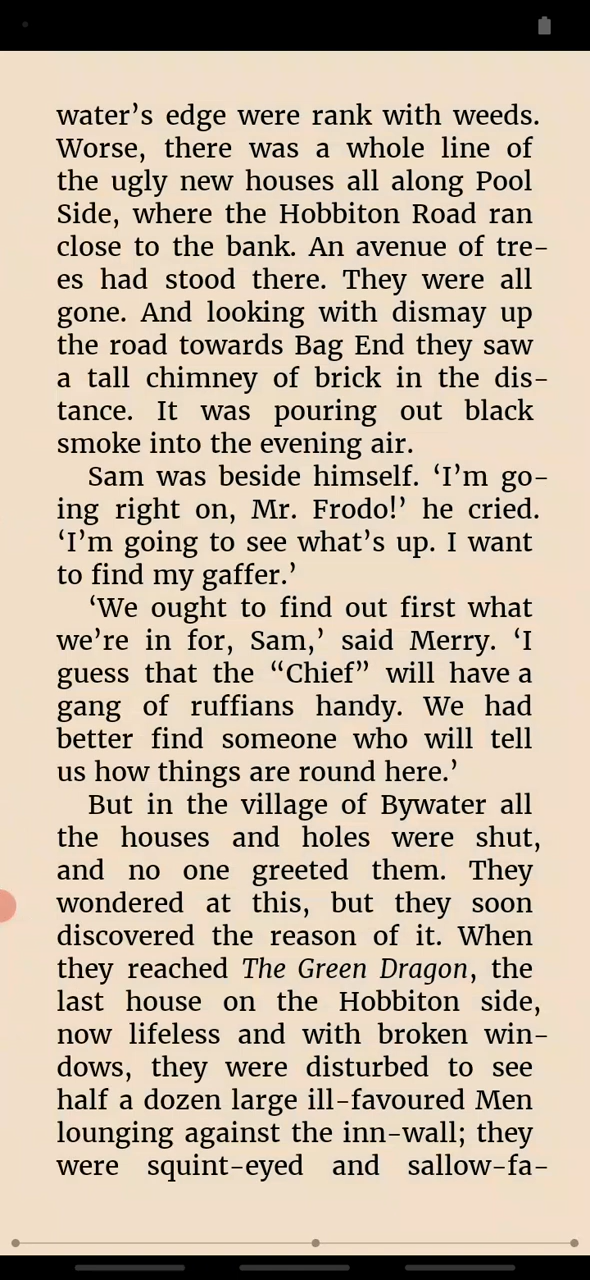 water’s edge were rank with weeds.
Worse, there was a whole line of
the ugly new houses all along Pool
Side, where the Hobbiton Road ran
close to the bank. An avenue of tre-
es had stood there. They were all
gone. And looking with dismay up
the road towards Bag End they saw
a tall chimney of brick in the dis-
tance. It was pouring out black
smoke into the evening air.
Sam was beside himself. ‘I’m go-
ing right on, Mr. Frodo!’ he cried.
‘I’m going to see what’s up. I want
to find my gaffer.’
‘We ought to find out first what
we’re in for, Sam,’ said Merry. ‘I
guess that the “Chief” will have a
gang of ruffians handy. We had
better find someone who will tell
us how things are round here.’
But in the village of Bywater all
the houses and holes were shut,
and no one greeted them. They
wondered at this, but they soon
discovered the reason of it. When
they reached The Green Dragon, the
last house on the Hobbiton side,
now lifeless and with broken win-
dows, they were disturbed to see
half a dozen large ill-favoured Men
lounging against the inn-wall; they
were squint-eyed and sallow-fa-